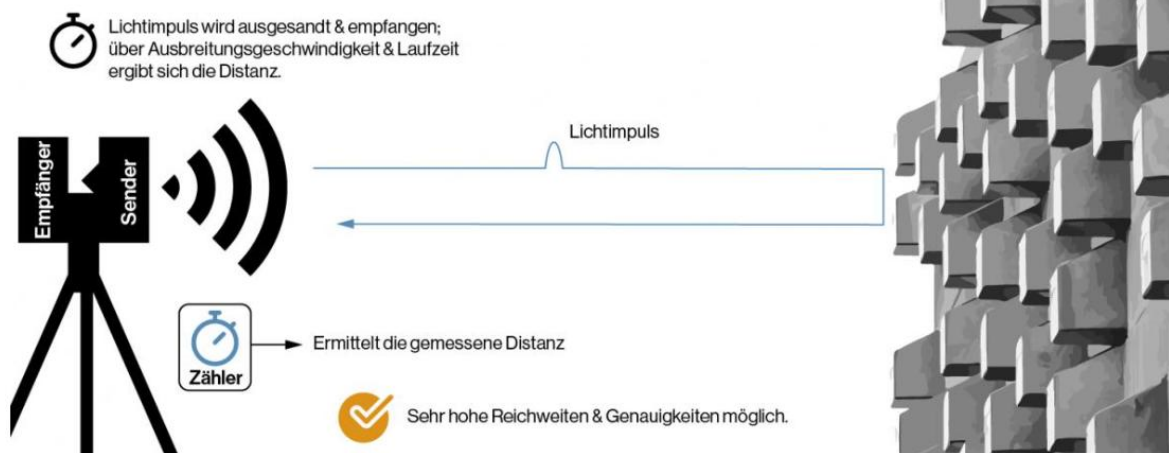 Lichtimpuls wird ausgesandt & empfangen;
über Ausbreitungsgeschwindigkeit & Laufzeit
ergibt sich die Distanz.
Empfänger
Sender
Lichtimpuls
Zähler
Ermittelt die gemessene Distanz
Sehr hohe Reichweiten & Genauigkeiten möglich.